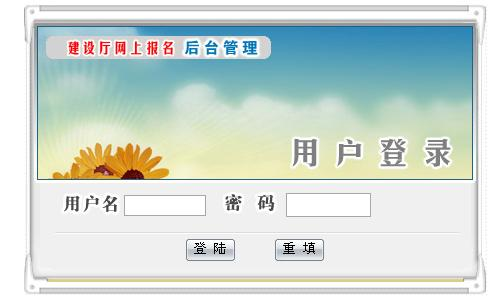 建设厅网上报名 后台管理
用户登录
用户名 密 码
登 陆 重 填